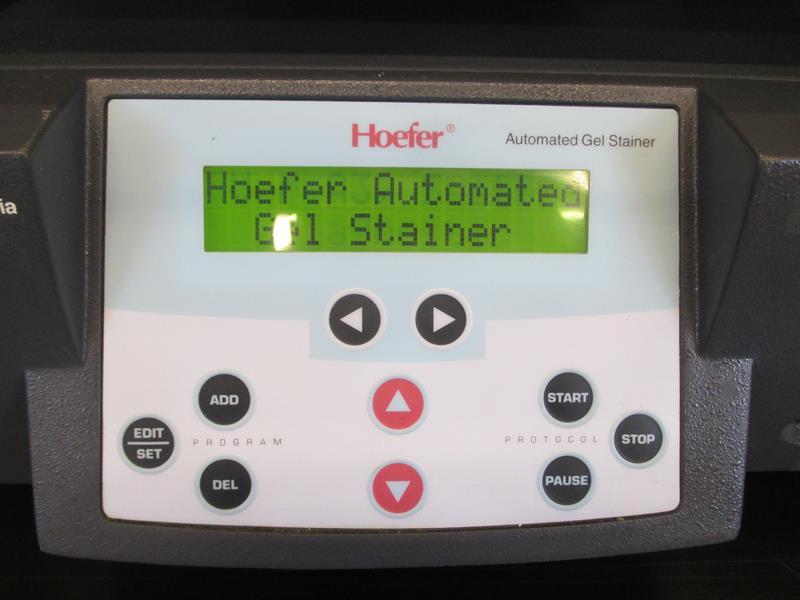 Hoefer®
Automated Gel Stainer
Hoefer Automated
Gel Stainer
ADD
START
EDIT
SET
PROGRAM
PROTOCOL
STOP
DEL
PAUSE